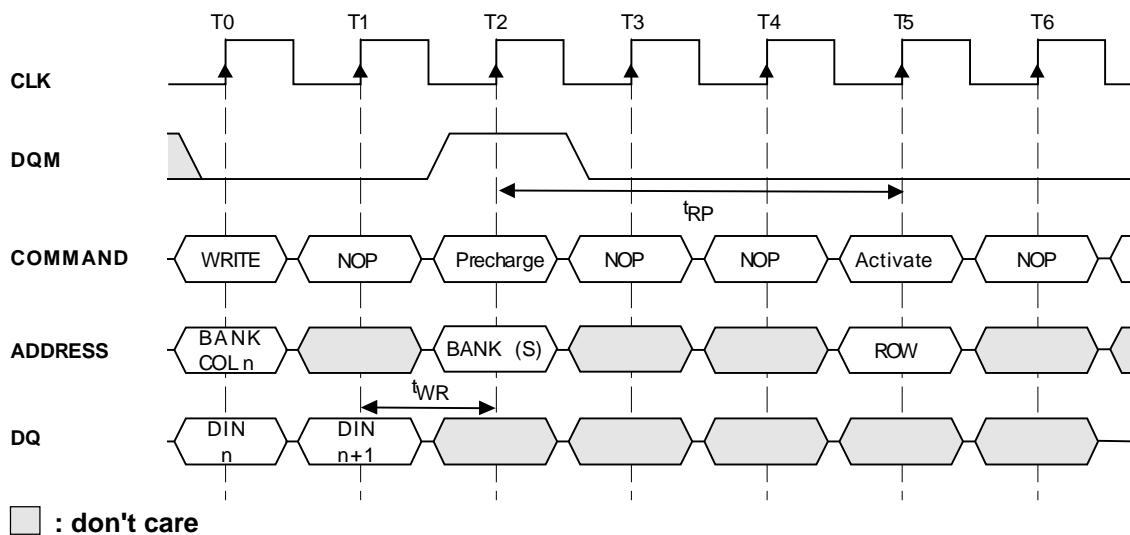 T0 T1 T2 T3 T4 T5 T6
CLK
DQM
tRP
COMMAND WRITE NOP Precharge NOP NOP Activate NOP
ADDRESS BANK COL n BANK (S) ROW
tWR
DQ DIN n DIN n+1
: don't care